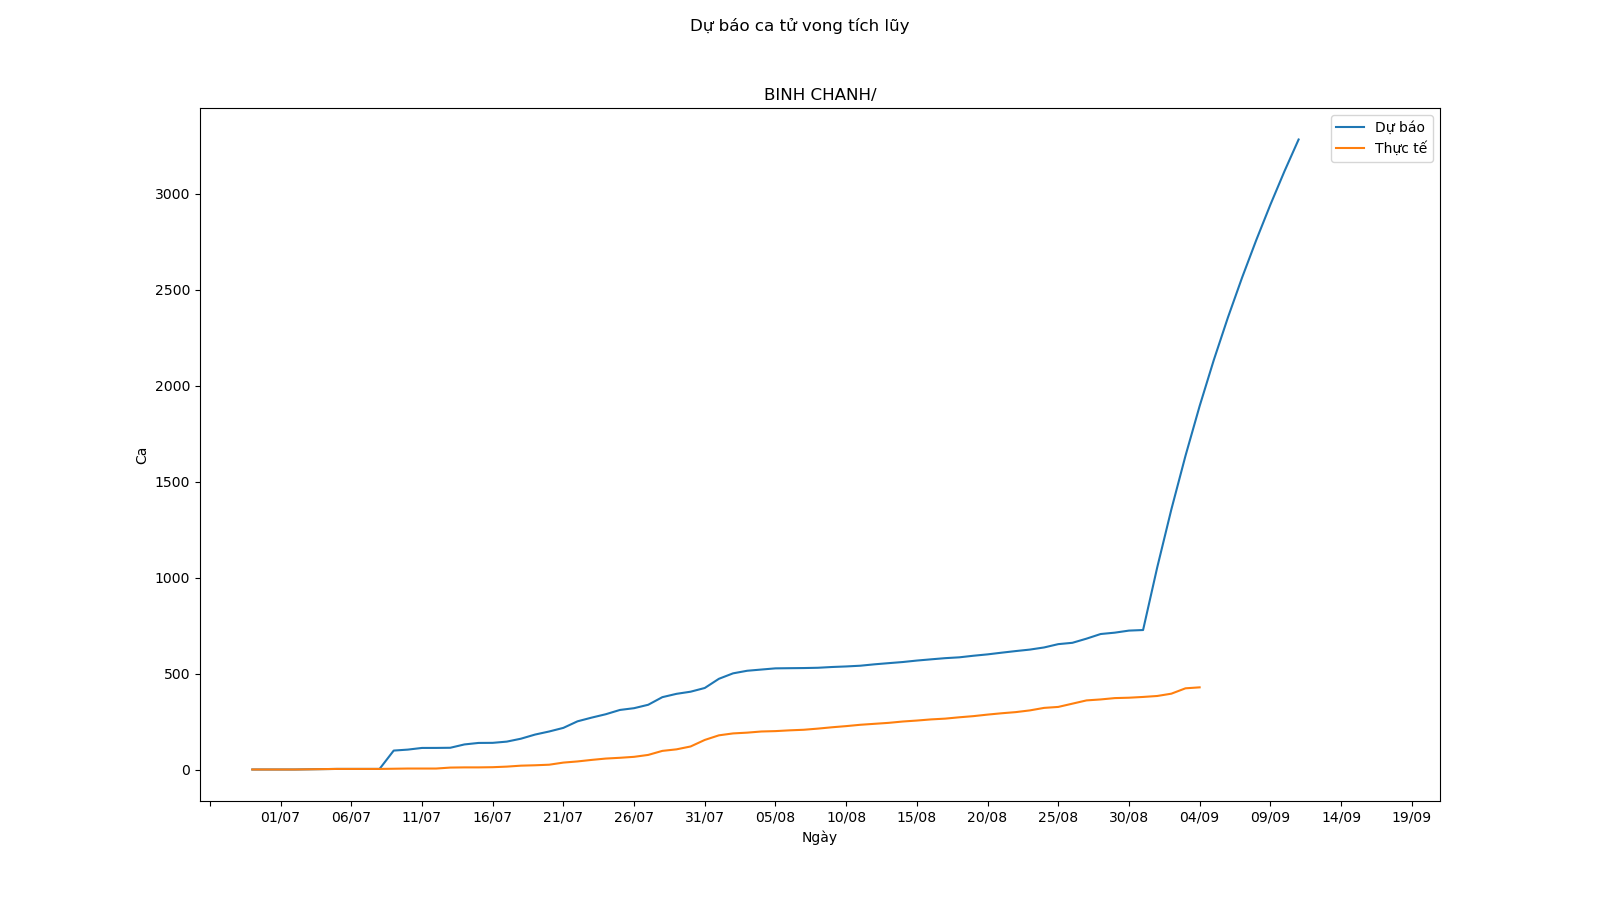 Dự báo ca tử vong tích lũy
BINH CHANH/
Dự báo
Thực tế
3000
2500
2000
1500
1000
500
0
Ca
01/07 06/07 11/07 16/07 21/07 26/07 31/07 05/08 10/08 15/08 20/08 25/08 30/08 04/09 09/09 14/09 19/09
Ngày